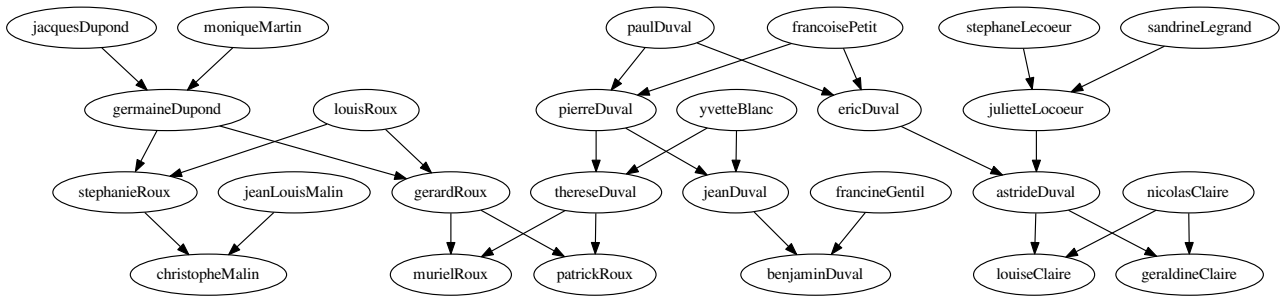 jacquesDupond
moniqueMartin
paulDuval
francoisePetit
stephaneLecoeur
sandrineLegrand
germaineDupond
louisRoux
pierreDuval
yvetteBlanc
ericDuval
julietteLocoeur
stephanieRoux
jeanLouisMalin
gerardRoux
thereseDuval
jeanDuval
francineGentil
astrideDuval
nicolasClaire
christopheMalin
murielRoux
patrickRoux
benjaminDuval
louiseClaire
geraldineClaire